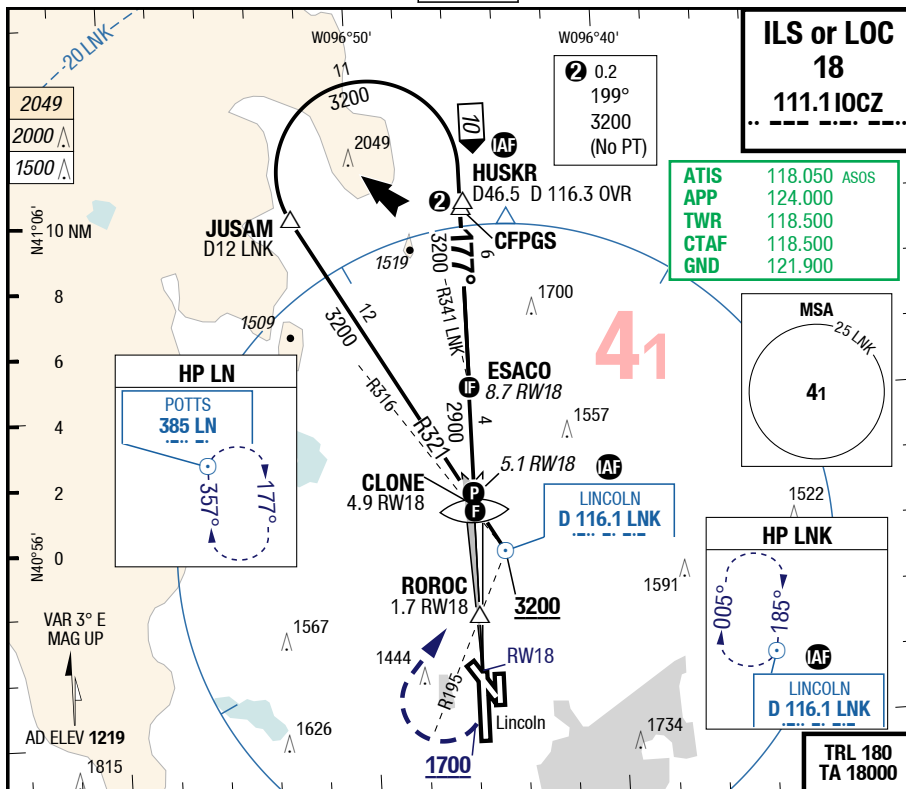 W096°50'
W096°40'
20 LNK
ILS or LOC
18
111.1 IOCZ
2049
2000
1500
11
3200
2049
10
IAF
HUSKR
D46.5 D 116.3 OVR
2 0.2
199°
3200
(No PT)
ATIS 118.050 ASOS
APP 124.000
TWR 118.500
CTAF 118.500
GND 121.900
N41°06'
10 NM
JUSAM
D12 LNK
2
CFPGS
177°
6
3200
R341 LNK
1519
1700
41
8
1509
12
3200
MSA
25 LNK
41
6
HP LN
POTTS
385 LN
357°
177°
ESACO
8.7 RW18
IF
R316
R321
2900
4
1557
4
5.1 RW18
IAF
CLONE
4.9 RW18
P
F
2
LINCOLN
D 116.1 LNK
1522
HP LNK
005°
185°
IAF
LINCOLN
D 116.1 LNK
N40°56'
0
ROROC
1.7 RW18
3200
1591
VAR 3° E
MAG UP
1567
1444
RW18
R195
Lincoln
AD ELEV 1219
1626
1734
1815
1700
TRL 180
TA 18000